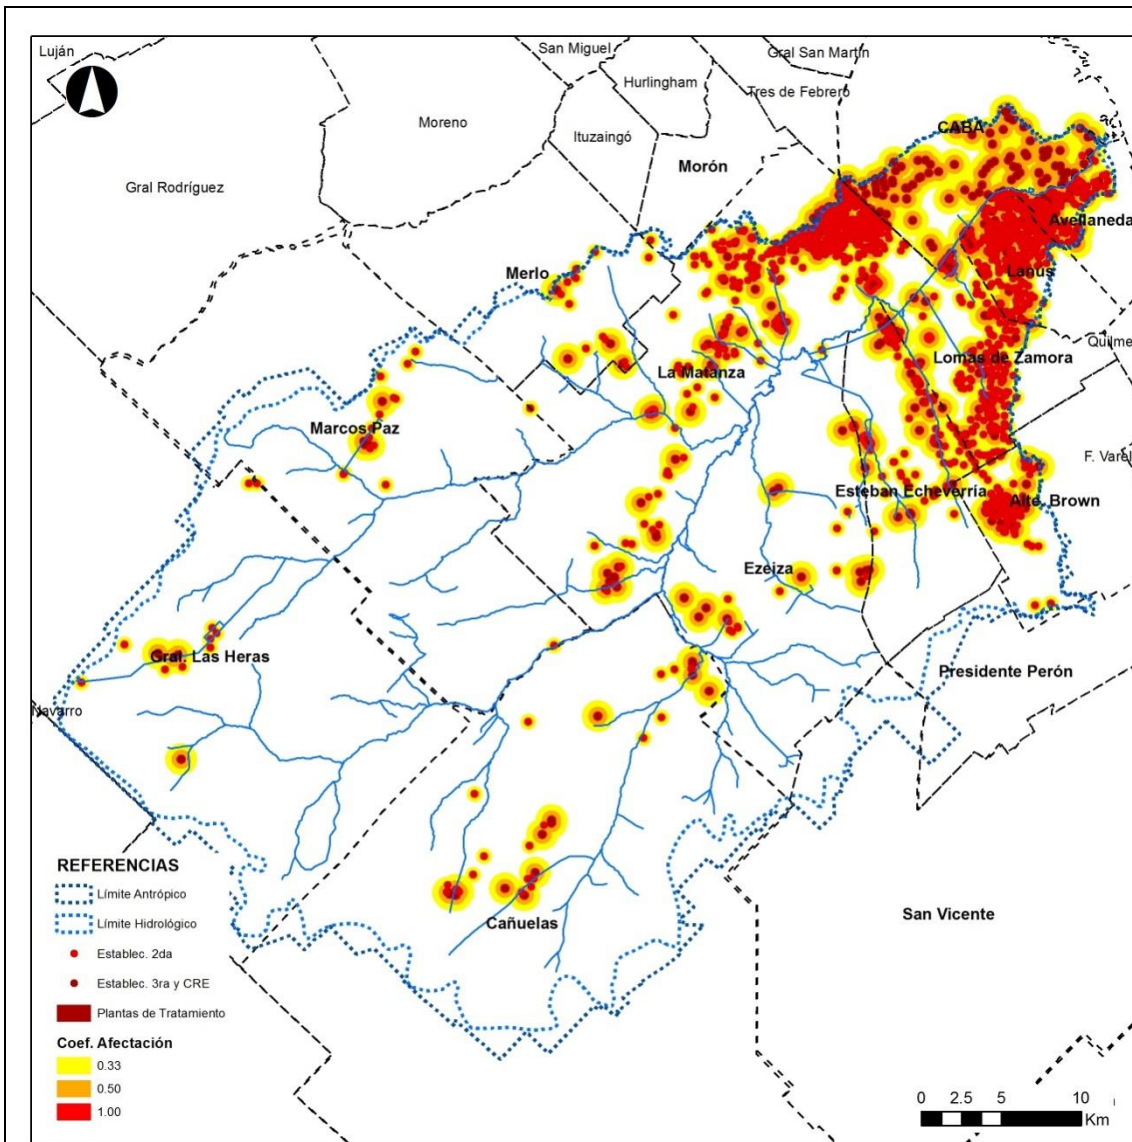 Luján
San Miguel
Gral San Martín
Hurlingham
Tres de Febrero
Moreno
CABA
Ituzaingó
Morón
Gral Rodríguez
Avellaneda
Merlo
Lanus
Quilme
Lomas de Zamora
La Matanza
Marcos Paz
F. Varel
Esteban Echeverría
Alte. Brown
Ezeiza
Gral. Las Heras
Presidente Perón
Navarro
San Vicente
Cañuelas
REFERENCIAS
Límite Antrópico
Límite Hidrológico
Establec. 2da
Establec. 3ra y CRE
Plantas de Tratamiento
Coef. Afectación
0.33
0.50
1.00
0 2.5 5 10
Km